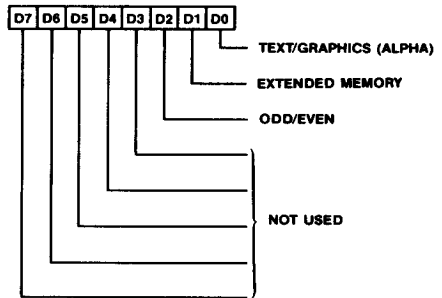 D7 D6 D5 D4 D3 D2 D1 D0
TEXT/GRAPHICS (ALPHA)
EXTENDED MEMORY
ODD/EVEN
NOT USED